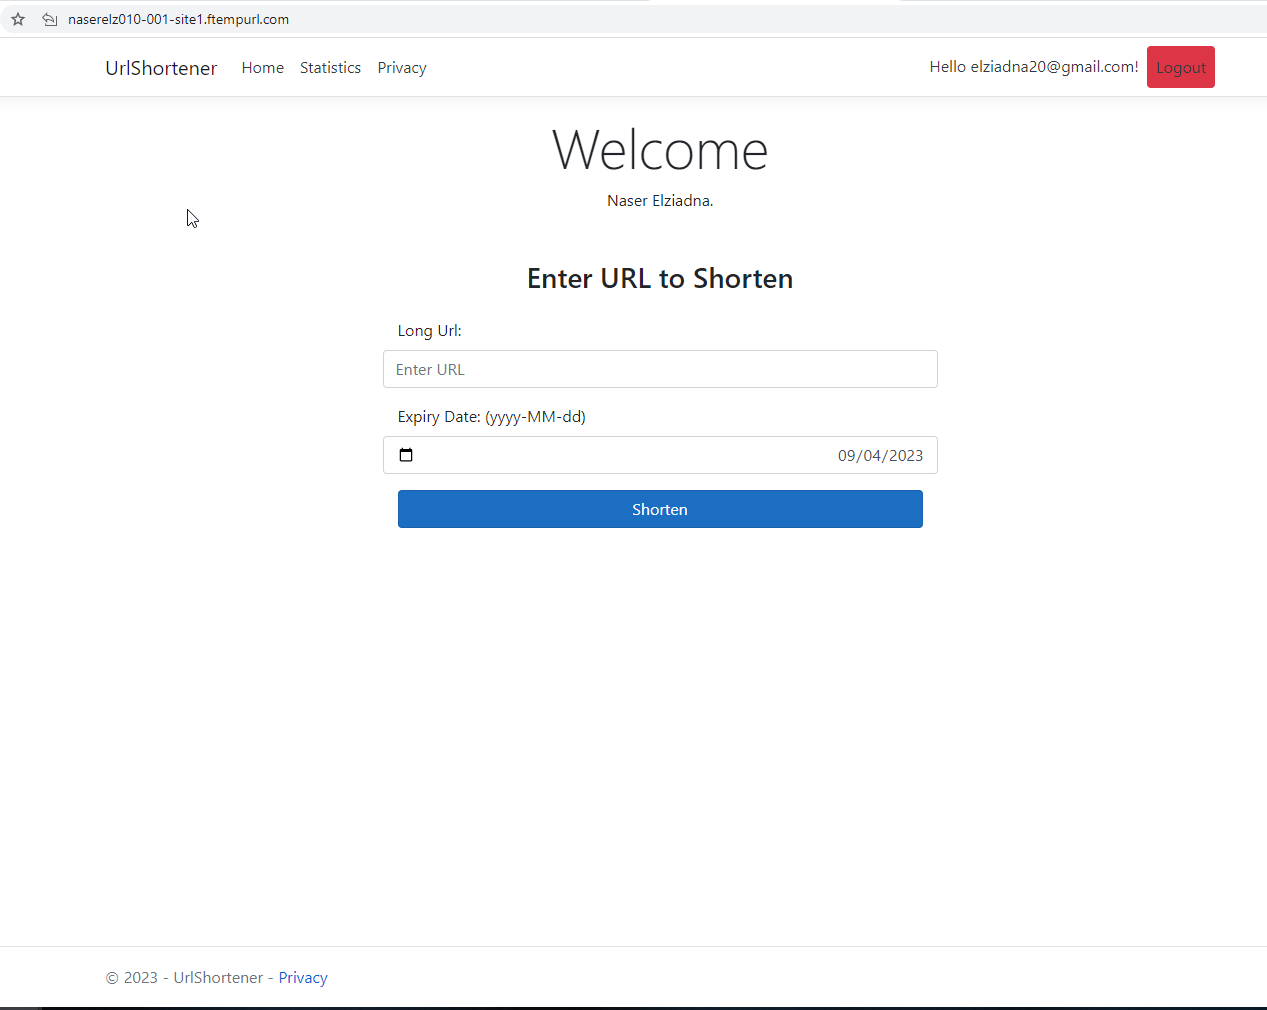 naserelz010-001-site1.ftempurl.com
UrlShortener Home Statistics Privacy Hello elziadna20@gmail.com! Logout
Welcome
Naser Elziadna.
Enter URL to Shorten
Long Url:
Enter URL
Expiry Date: (yyyy-MM-dd)
09/04/2023
Shorten
© 2023 - UrlShortener - Privacy